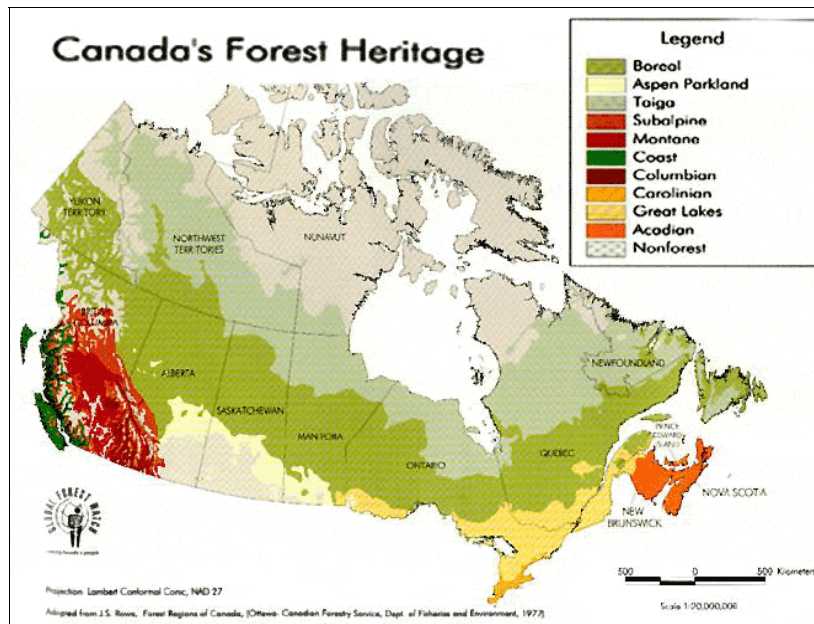 Canada's Forest Heritage
Legend
Boreal
Aspen Parkland
Taiga
Subalpine
Montane
Coast
Columbian
Carolinian
Great Lakes
Acadian
Nonforest
YUKON
TERRITORY
NORTHWEST
TERRITORIES
NUNAVUT
BRITISH
COLUMBIA
ALBERTA
SASKATCHEWAN
MANITOBA
ONTARIO
QUEBEC
NEWFOUNDLAND
PRINCE
EDWARD
ISLAND
NOVA SCOTIA
NEW
BRUNSWICK
GLOBAL FOREST WATCH
500 0 500 Kilometers
Scale 1:20,000,000
Projection: Lambert Conformal Conic, NAD 27
Adapted from J.S. Rowe, Forest Regions of Canada, (Ottawa: Canadian Forestry Service, Dept. of Fisheries and Environment, 1977)